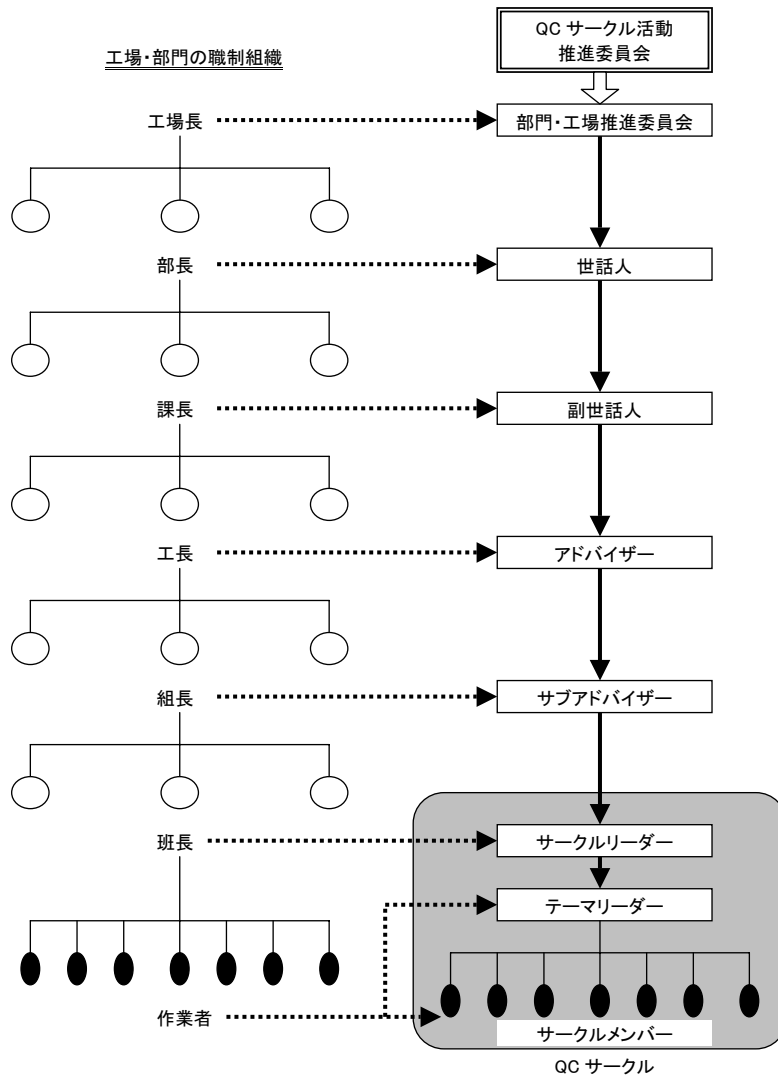 工場・部門の職制組織
QC サークル活動
推進委員会
工場長
部門・工場推進委員会
部長
世話人
課長
副世話人
工長
アドバイザー
組長
サブアドバイザー
班長
サークルリーダー
テーマリーダー
作業者
サークルメンバー
QC サークル